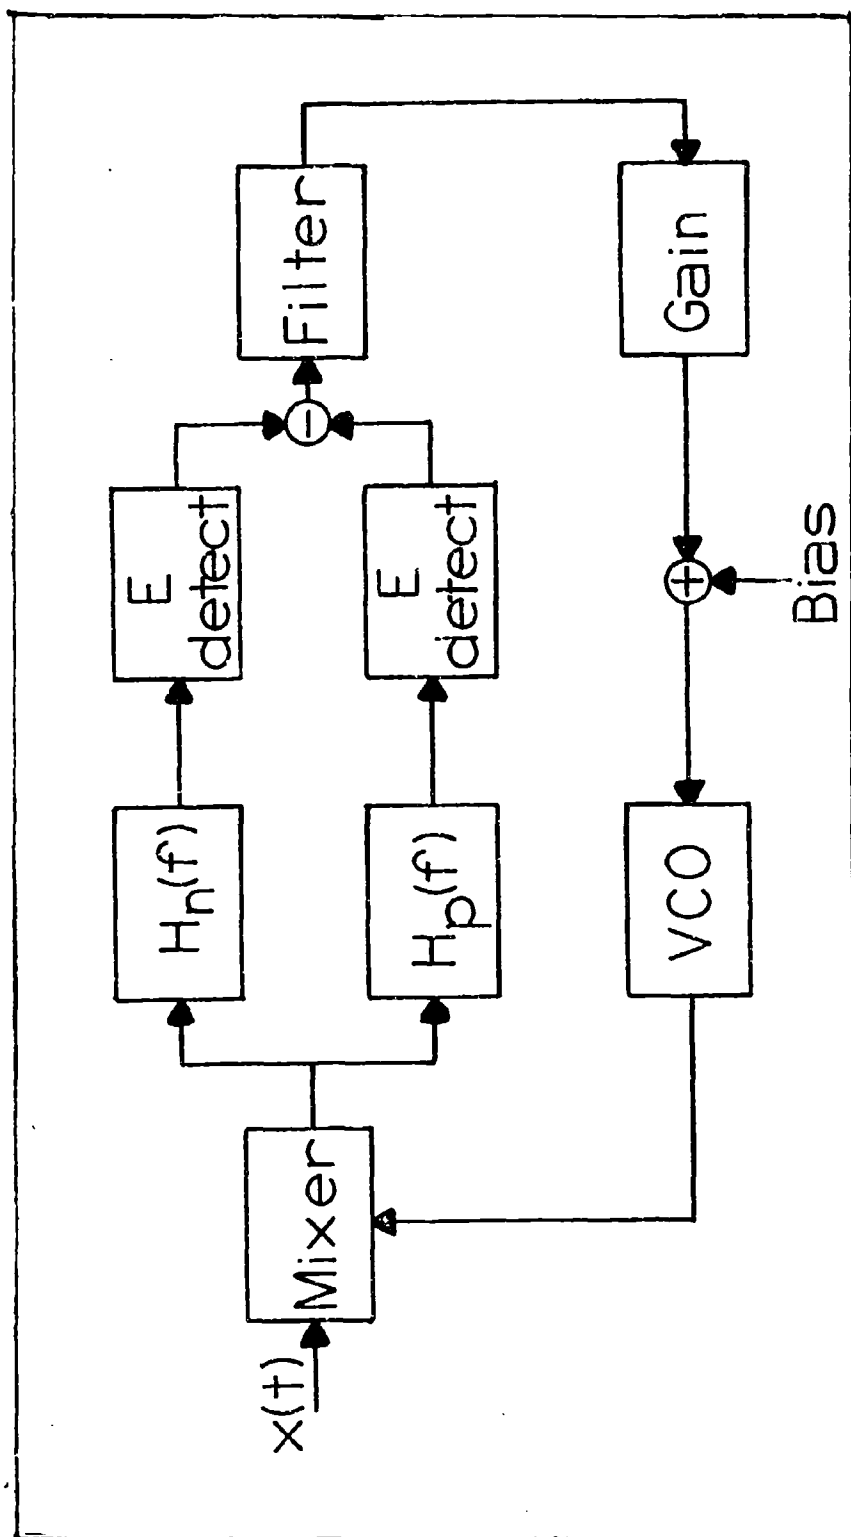 x(t)
Mixer
Hn(f)
Hp(f)
E
detect
E
detect
−
Filter
Gain
+
Bias
VCO